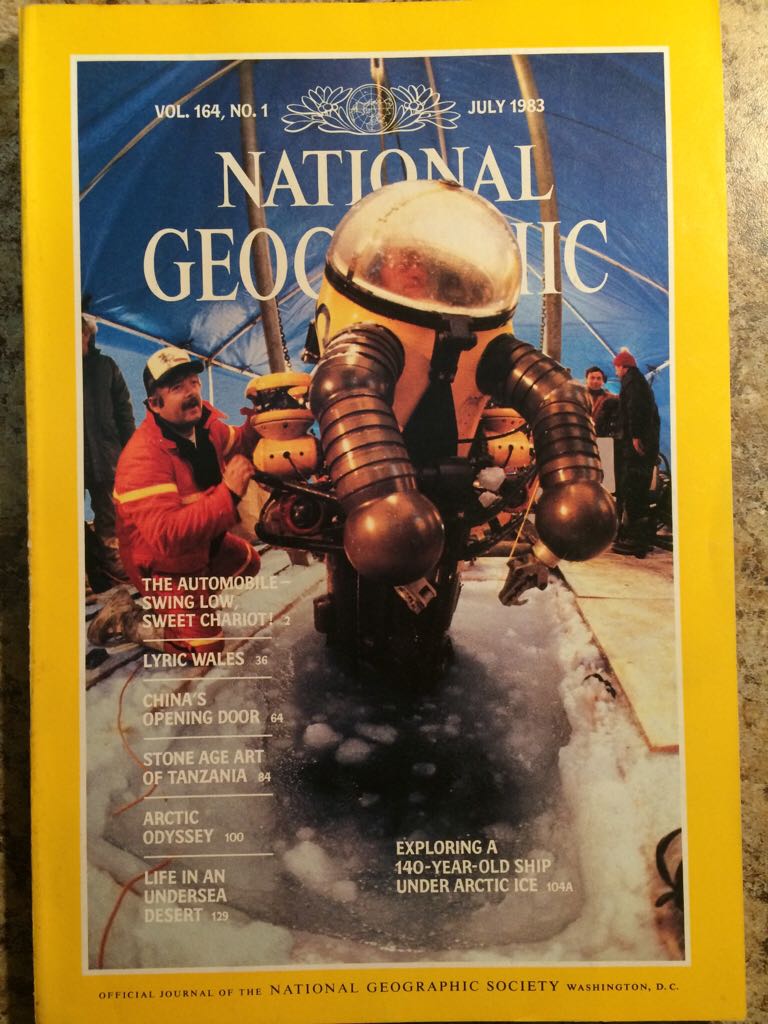 VOL. 164, NO. 1
JULY 1983
NATIONAL
GEOGRAPHIC
THE AUTOMOBILE—
SWING LOW,
SWEET CHARIOT! 2
LYRIC WALES 36
CHINA'S
OPENING DOOR 64
STONE AGE ART
OF TANZANIA 84
ARCTIC
ODYSSEY 100
LIFE IN AN
UNDERSEA
DESERT 129
EXPLORING A
140-YEAR-OLD SHIP
UNDER ARCTIC ICE 104A
OFFICIAL JOURNAL OF THE NATIONAL GEOGRAPHIC SOCIETY WASHINGTON, D.C.